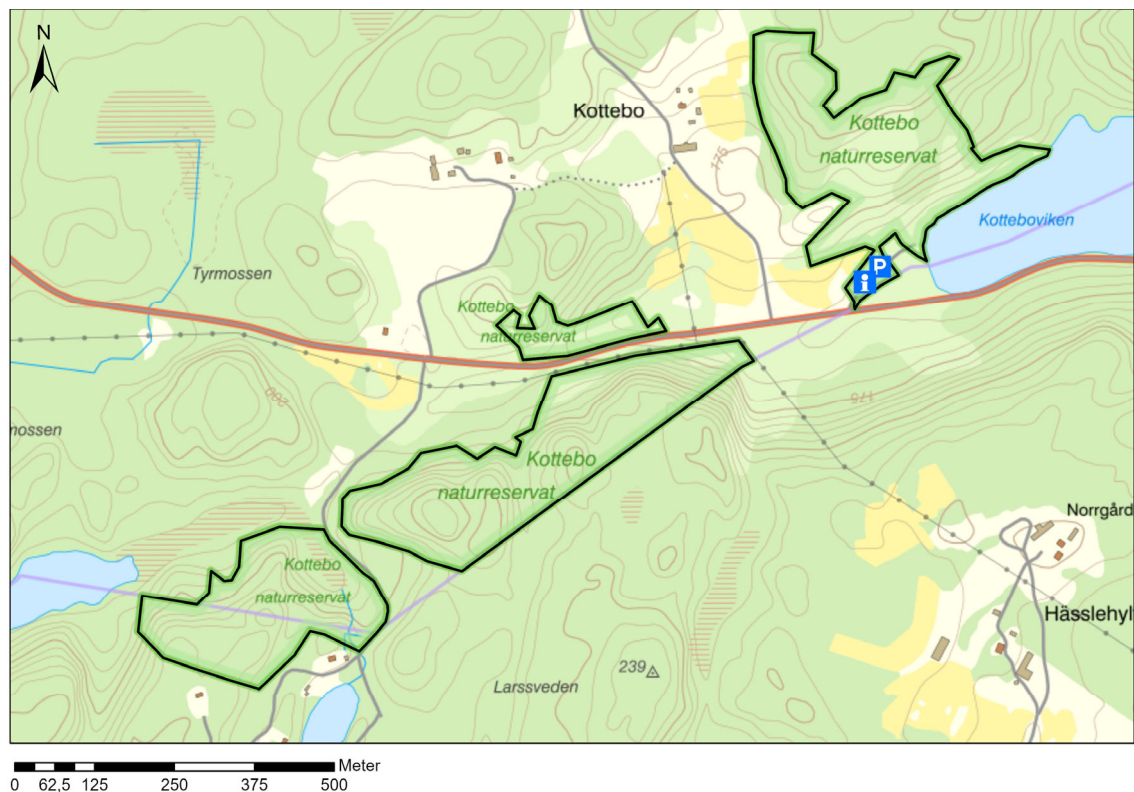 N
Kottebo
Kottebo
naturreservat
175
Kotteboviken
P
i
Tyrmossen
Kottebo
naturreservat
200
175
mossen
Kottebo
naturreservat
Norrgård
Kottebo
naturreservat
Hässlehyl
239
Larssveden
Meter
0 62,5 125 250 375 500